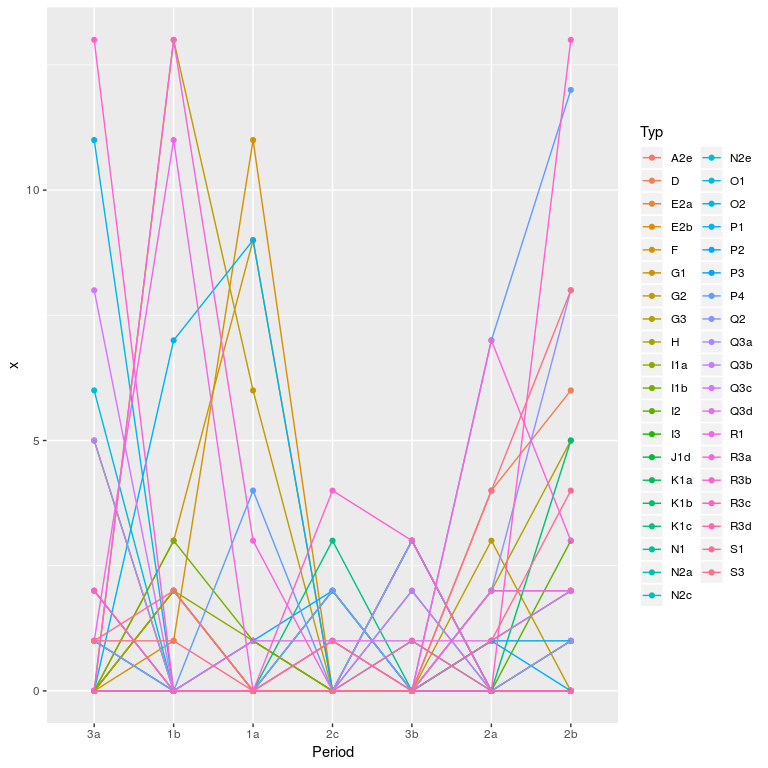 10
5
0
x
3a 1b 1a 2c 3b 2a 2b
Period
Typ
A2e
D
E2a
E2b
F
G1
G2
G3
H
I1a
I1b
I2
I3
J1d
K1a
K1b
K1c
N1
N2a
N2c
N2e
O1
O2
P1
P2
P3
P4
Q2
Q3a
Q3b
Q3c
Q3d
R1
R3a
R3b
R3c
R3d
S1
S3